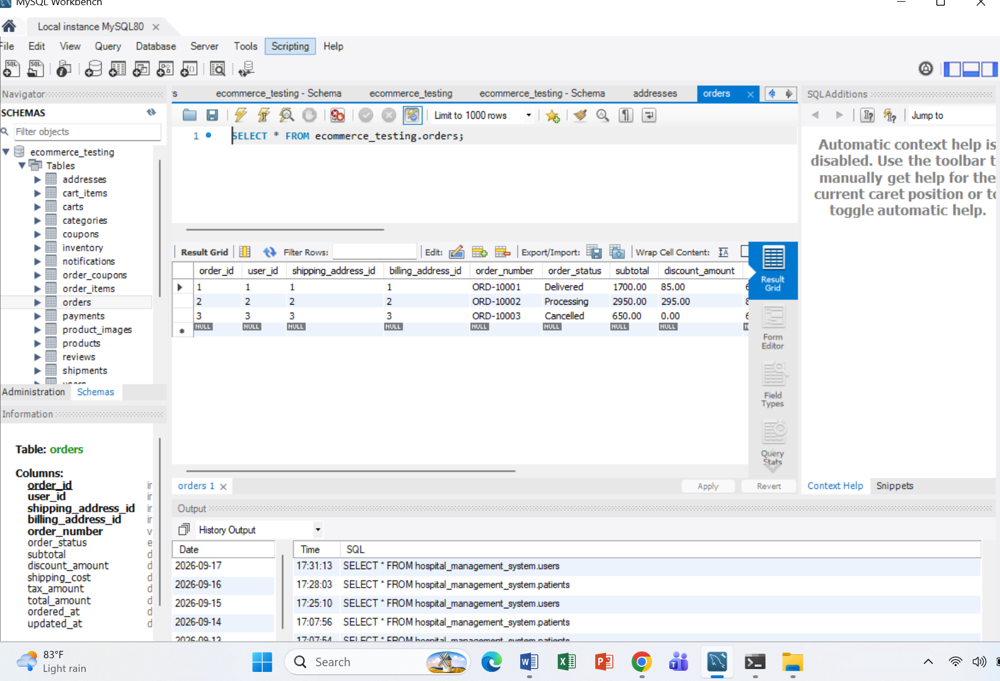 MySQL Workbench
Local instance MySQL80
File Edit View Query Database Server Tools Scripting Help
Navigator
SCHEMAS
Filter objects
ecommerce_testing
Tables
addresses
cart_items
carts
categories
coupons
inventory
notifications
order_coupons
order_items
orders
payments
product_images
products
reviews
shipments
users
Administration Schemas
Information
Table: orders
Columns:
order_id
user_id
shipping_address_id
billing_address_id
order_number
order_status
subtotal
discount_amount
shipping_cost
tax_amount
total_amount
ordered_at
updated_at
ecommerce_testing - Schema ecommerce_testing ecommerce_testing - Schema addresses orders
Limit to 1000 rows
1 SELECT * FROM ecommerce_testing.orders;
Result Grid Filter Rows: Edit: Export/Import: Wrap Cell Content:
order_id user_id shipping_address_id billing_address_id order_number order_status subtotal discount_amount
1 1 1 1 ORD-10001 Delivered 1700.00 85.00
2 2 2 2 ORD-10002 Processing 2950.00 295.00
3 3 3 3 ORD-10003 Cancelled 650.00 0.00
NULL NULL NULL NULL NULL NULL NULL NULL
Result
Grid
Form
Editor
Field
Types
Query
Stats
orders 1 Apply Revert
SQLAdditions
Jump to
Automatic context help is
disabled. Use the toolbar t
manually get help for the
current caret position or to
toggle automatic help.
Context Help Snippets
Output
History Output
Date Time SQL
2026-09-17 17:31:13 SELECT * FROM hospital_management_system.users
2026-09-16 17:28:03 SELECT * FROM hospital_management_system.patients
2026-09-15 17:25:10 SELECT * FROM hospital_management_system.users
2026-09-14 17:07:56 SELECT * FROM hospital_management_system.patients
2026-09-13 17:07:54 SELECT * FROM hospital_management_system.patients
83°F
Light rain
Search